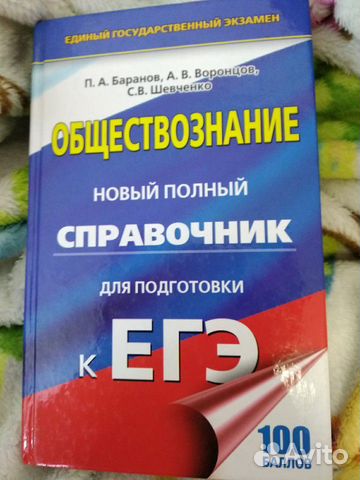 ЕДИНЫЙ ГОСУДАРСТВЕННЫЙ ЭКЗАМЕН
П. А. Баранов, А. В. Воронцов,
С.В. Шевченко
ОБЩЕСТВОЗНАНИЕ
НОВЫЙ ПОЛНЫЙ
СПРАВОЧНИК
ДЛЯ ПОДГОТОВКИ
К ЕГЭ
100
БАЛЛОВ
Avito